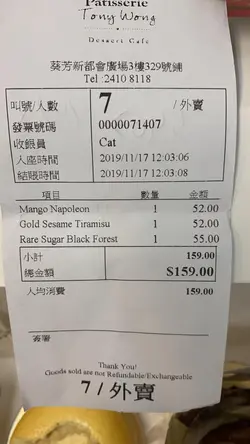 Patisserie
Tony Wong
Dessert Cafe
葵芳新都會廣場3樓329號鋪
Tel :2410 8118
叫號/人數 7 /外賣
發票號碼 0000071407
收銀員 Cat
入座時間 2019/11/17 12:03:06
結賬時間 2019/11/17 12:03:08
項目 數量 金額
Mango Napoleon 1 52.00
Gold Sesame Tiramisu 1 52.00
Rare Sugar Black Forest 1 55.00
小計 159.00
總金額 $159.00
人均消費 159.00
簽署
Thank You!
Goods sold are not Refundable/Exchangeable
7 / 外賣